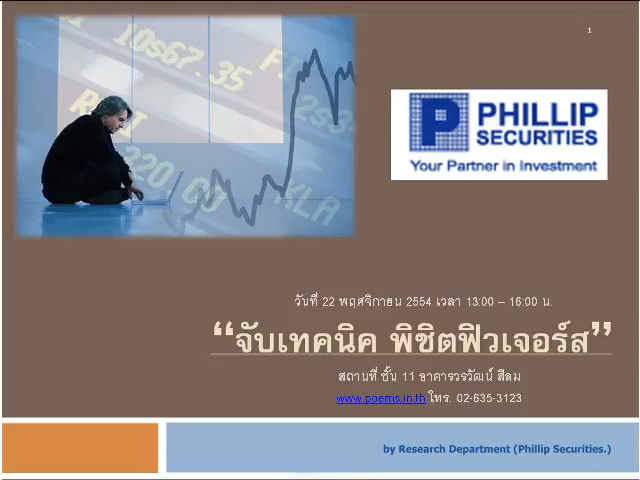 1
10s67.35
PHILLIP
SECURITIES
Your Partner in Investment
KLA
วันที่ 22 พฤศจิกายน 2554 เวลา 13:00 – 16:00 น.
“จับเทคนิค พิชิตฟิวเจอร์ส”
สถานที่ ชั้น 11 อาคารวรวัฒน์ สีลม
www.poems.in.th โทร. 02-635-3123
by Research Department (Phillip Securities.)